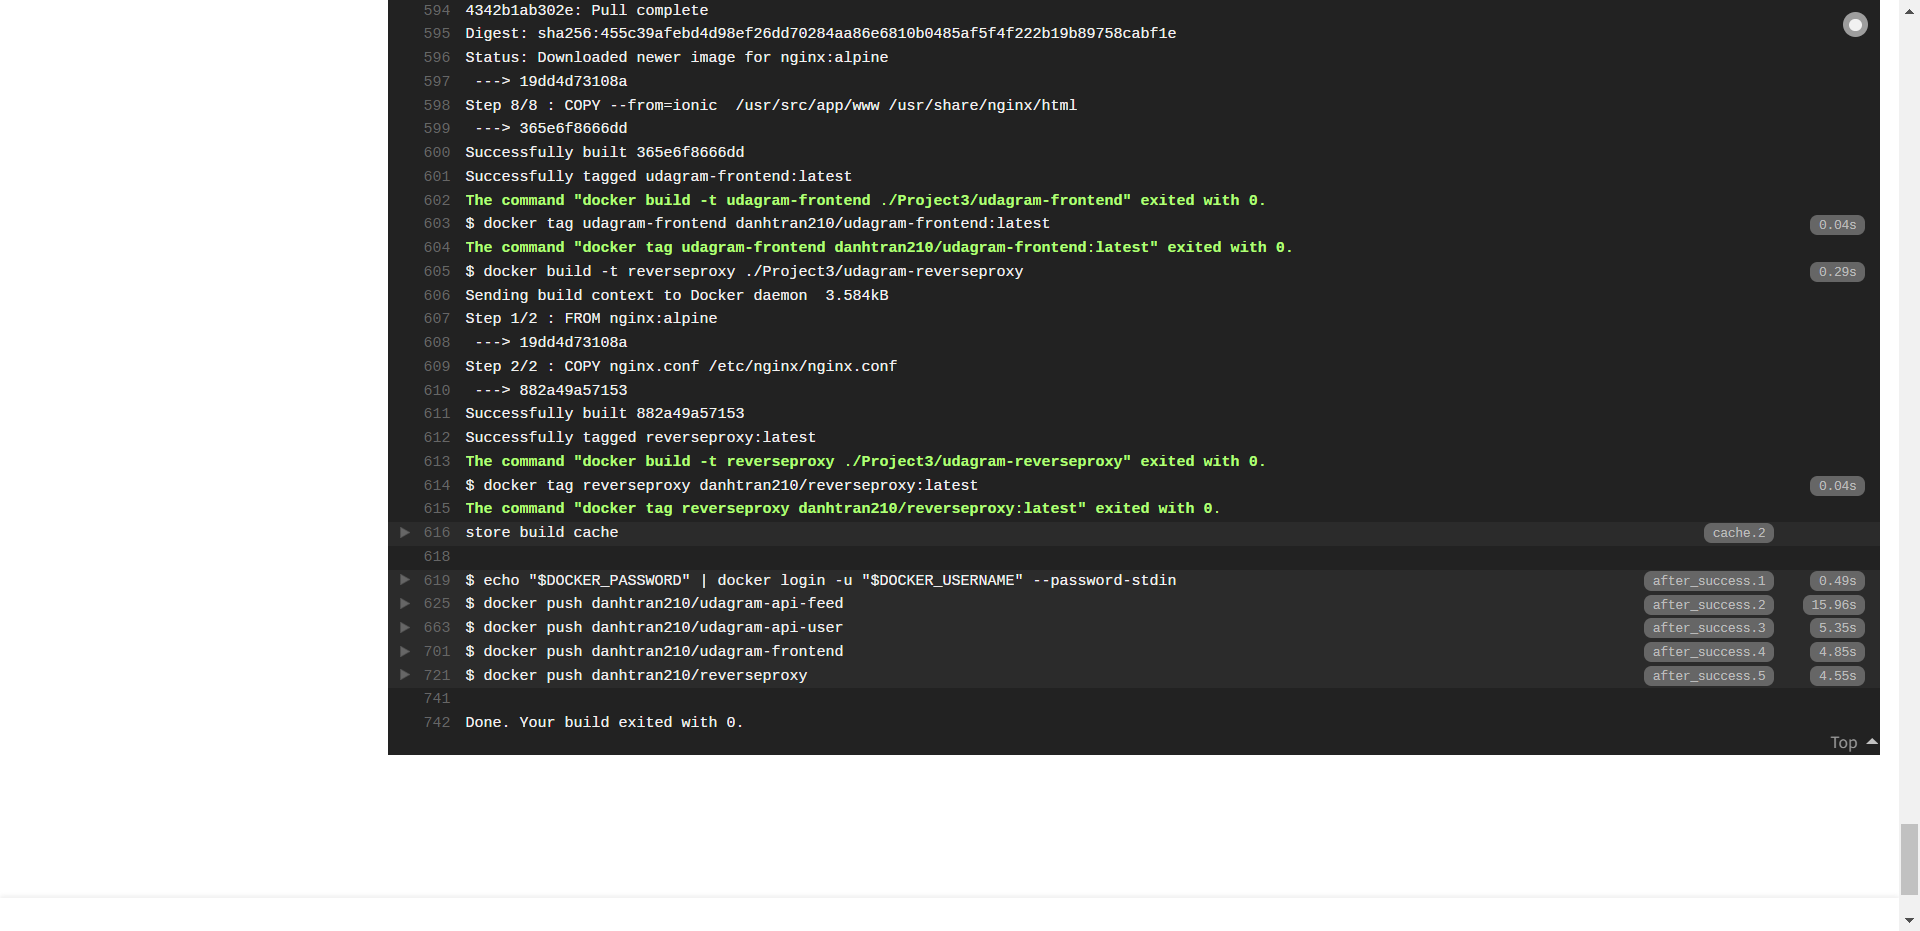 594 4342b1ab302e: Pull complete
595 Digest: sha256:455c39afebd4d98ef26dd70284aa86e6810b0485af5f4f222b19b89758cabf1e
596 Status: Downloaded newer image for nginx:alpine
597  ---> 19dd4d73108a
598 Step 8/8 : COPY --from=ionic  /usr/src/app/www /usr/share/nginx/html
599  ---> 365e6f8666dd
600 Successfully built 365e6f8666dd
601 Successfully tagged udagram-frontend:latest
602 The command "docker build -t udagram-frontend ./Project3/udagram-frontend" exited with 0.
603 $ docker tag udagram-frontend danhtran210/udagram-frontend:latest 0.04s
604 The command "docker tag udagram-frontend danhtran210/udagram-frontend:latest" exited with 0.
605 $ docker build -t reverseproxy ./Project3/udagram-reverseproxy 0.29s
606 Sending build context to Docker daemon  3.584kB
607 Step 1/2 : FROM nginx:alpine
608  ---> 19dd4d73108a
609 Step 2/2 : COPY nginx.conf /etc/nginx/nginx.conf
610  ---> 882a49a57153
611 Successfully built 882a49a57153
612 Successfully tagged reverseproxy:latest
613 The command "docker build -t reverseproxy ./Project3/udagram-reverseproxy" exited with 0.
614 $ docker tag reverseproxy danhtran210/reverseproxy:latest 0.04s
615 The command "docker tag reverseproxy danhtran210/reverseproxy:latest" exited with 0.
616 store build cache cache.2
618
619 $ echo "$DOCKER_PASSWORD" | docker login -u "$DOCKER_USERNAME" --password-stdin after_success.1 0.49s
625 $ docker push danhtran210/udagram-api-feed after_success.2 15.96s
663 $ docker push danhtran210/udagram-api-user after_success.3 5.35s
701 $ docker push danhtran210/udagram-frontend after_success.4 4.85s
721 $ docker push danhtran210/reverseproxy after_success.5 4.55s
741
742 Done. Your build exited with 0.
Top